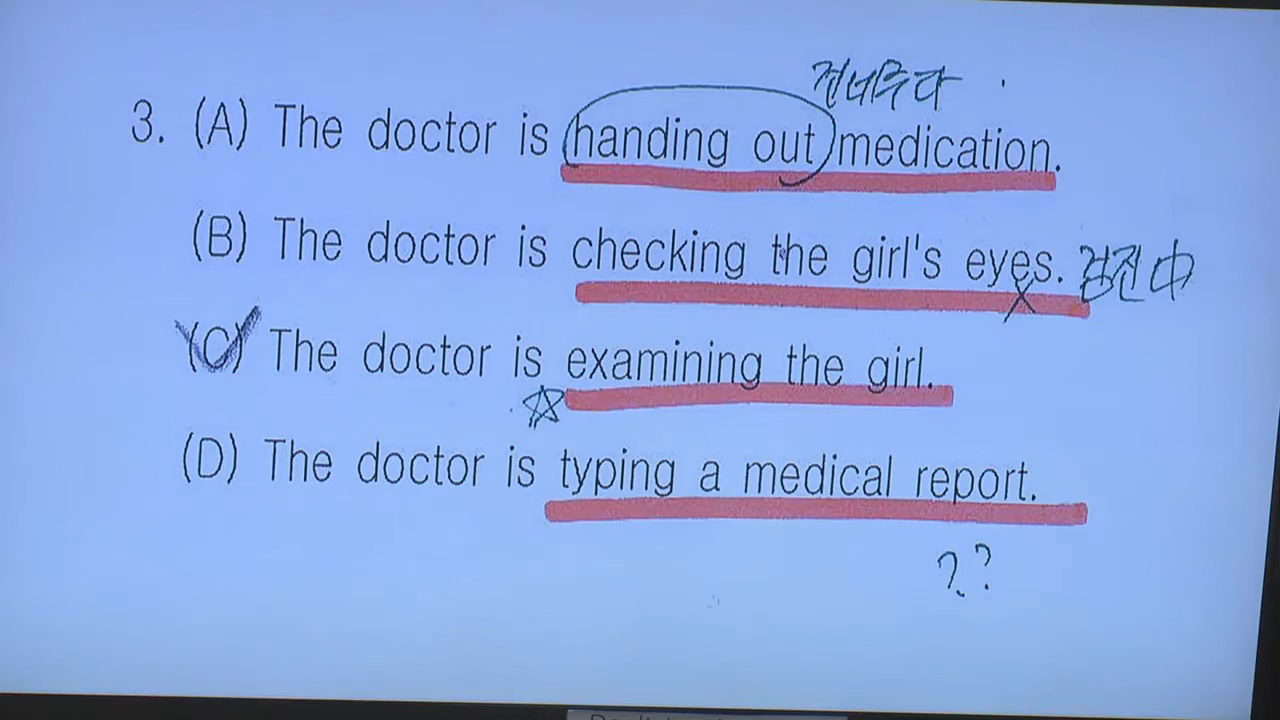 건너주다
3. (A) The doctor is handing out medication.
(B) The doctor is checking the girl's eyes. 검진中
(C) The doctor is examining the girl.
(D) The doctor is typing a medical report.
??